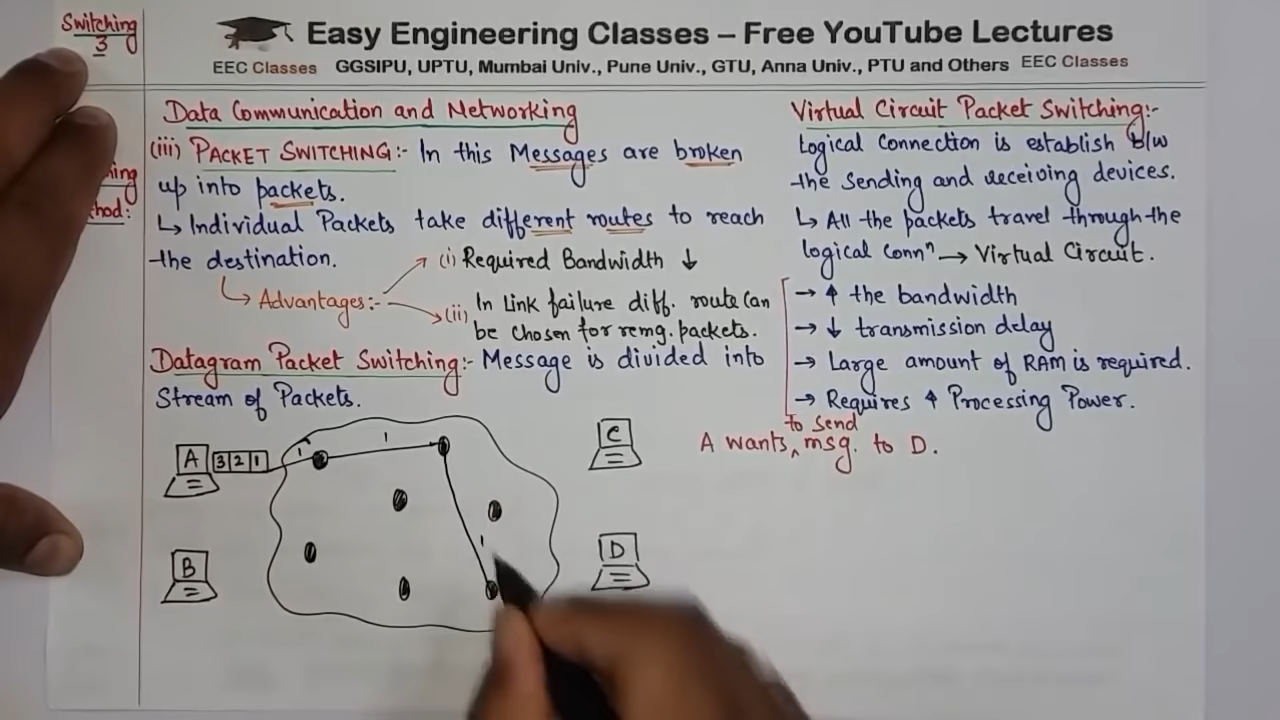 Switching
3
Easy Engineering Classes – Free YouTube Lectures
EEC Classes GGSIPU, UPTU, Mumbai Univ., Pune Univ., GTU, Anna Univ., PTU and Others EEC Classes
Data Communication and Networking
(iii) PACKET SWITCHING:- In this Messages are broken
up into packets.
↳ Individual Packets take different routes to reach
the destination.
↳ Advantages:-
→ (i) Required Bandwidth ↓
→ (ii) In Link failure diff. route can
be chosen for remg. packets.
Datagram Packet Switching:- Message is divided into
Stream of Packets.
Virtual Circuit Packet Switching:-
Logical Connection is establish b/w
the sending and receiving devices.
↳ All the packets travel through the
logical Connⁿ → Virtual Circuit.
→ ↑ the bandwidth
→ ↓ transmission delay
→ Large amount of RAM is required.
→ Requires ↑ Processing Power.
to send
A wants ^ msg. to D.
A 3 2 1
1
1
1
B
C
D